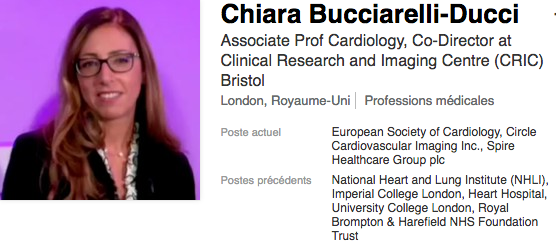 Chiara Bucciarelli-Ducci
Associate Prof Cardiology, Co-Director at
Clinical Research and Imaging Centre (CRIC)
Bristol
London, Royaume-Uni | Professions médicales
Poste actuel
European Society of Cardiology, Circle
Cardiovascular Imaging Inc., Spire
Healthcare Group plc
Postes précédents
National Heart and Lung Institute (NHLI),
Imperial College London, Heart Hospital,
University College London, Royal
Brompton & Harefield NHS Foundation
Trust